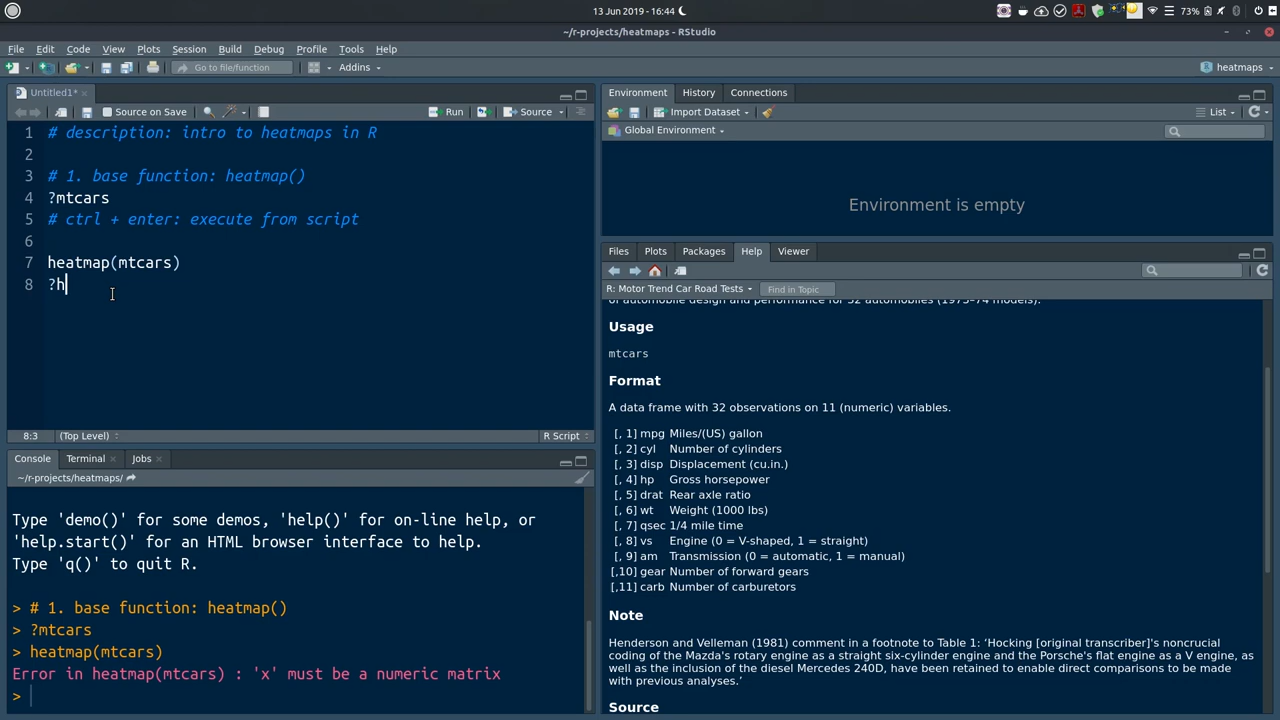 13 Jun 2019 - 16:44
73%
~/r-projects/heatmaps - RStudio
File Edit Code View Plots Session Build Debug Profile Tools Help
Go to file/function
Addins
heatmaps
Untitled1*
Source on Save
Run
Source
1 # description: intro to heatmaps in R
2
3 # 1. base function: heatmap()
4 ?mtcars
5 # ctrl + enter: execute from script
6
7 heatmap(mtcars)
8 ?h
8:3 (Top Level) R Script
Console Terminal Jobs
~/r-projects/heatmaps/
Type 'demo()' for some demos, 'help()' for on-line help, or
'help.start()' for an HTML browser interface to help.
Type 'q()' to quit R.
> # 1. base function: heatmap()
> ?mtcars
> heatmap(mtcars)
Error in heatmap(mtcars) : 'x' must be a numeric matrix
>
Environment History Connections
Import Dataset
List
Global Environment
Environment is empty
Files Plots Packages Help Viewer
R: Motor Trend Car Road Tests
Find in Topic
of automobile design and performance for 32 automobiles (1973–74 models).
Usage
mtcars
Format
A data frame with 32 observations on 11 (numeric) variables.
[, 1] mpg Miles/(US) gallon
[, 2] cyl Number of cylinders
[, 3] disp Displacement (cu.in.)
[, 4] hp Gross horsepower
[, 5] drat Rear axle ratio
[, 6] wt Weight (1000 lbs)
[, 7] qsec 1/4 mile time
[, 8] vs Engine (0 = V-shaped, 1 = straight)
[, 9] am Transmission (0 = automatic, 1 = manual)
[,10] gear Number of forward gears
[,11] carb Number of carburetors
Note
Henderson and Velleman (1981) comment in a footnote to Table 1: ‘Hocking [original transcriber]'s noncrucial
coding of the Mazda's rotary engine as a straight six-cylinder engine and the Porsche's flat engine as a V engine, as
well as the inclusion of the diesel Mercedes 240D, have been retained to enable direct comparisons to be made
with previous analyses.’
Source